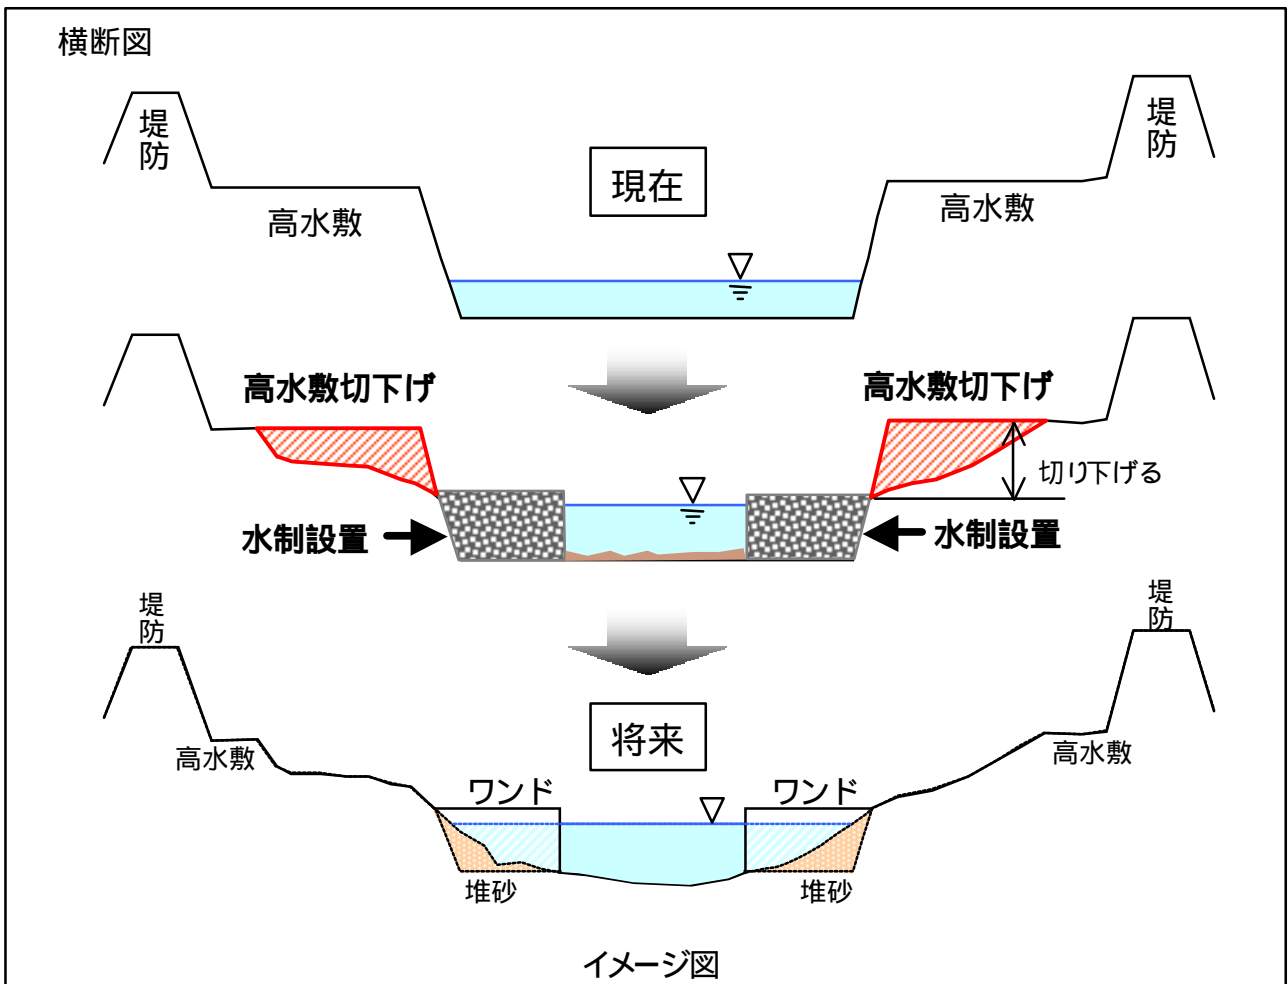 横断図
堤防
堤防
現在
高水敷
高水敷
高水敷切下げ
高水敷切下げ
切り下げる
水制設置
水制設置
堤防
堤防
将来
高水敷
高水敷
ワンド
ワンド
堆砂
堆砂
イメージ図